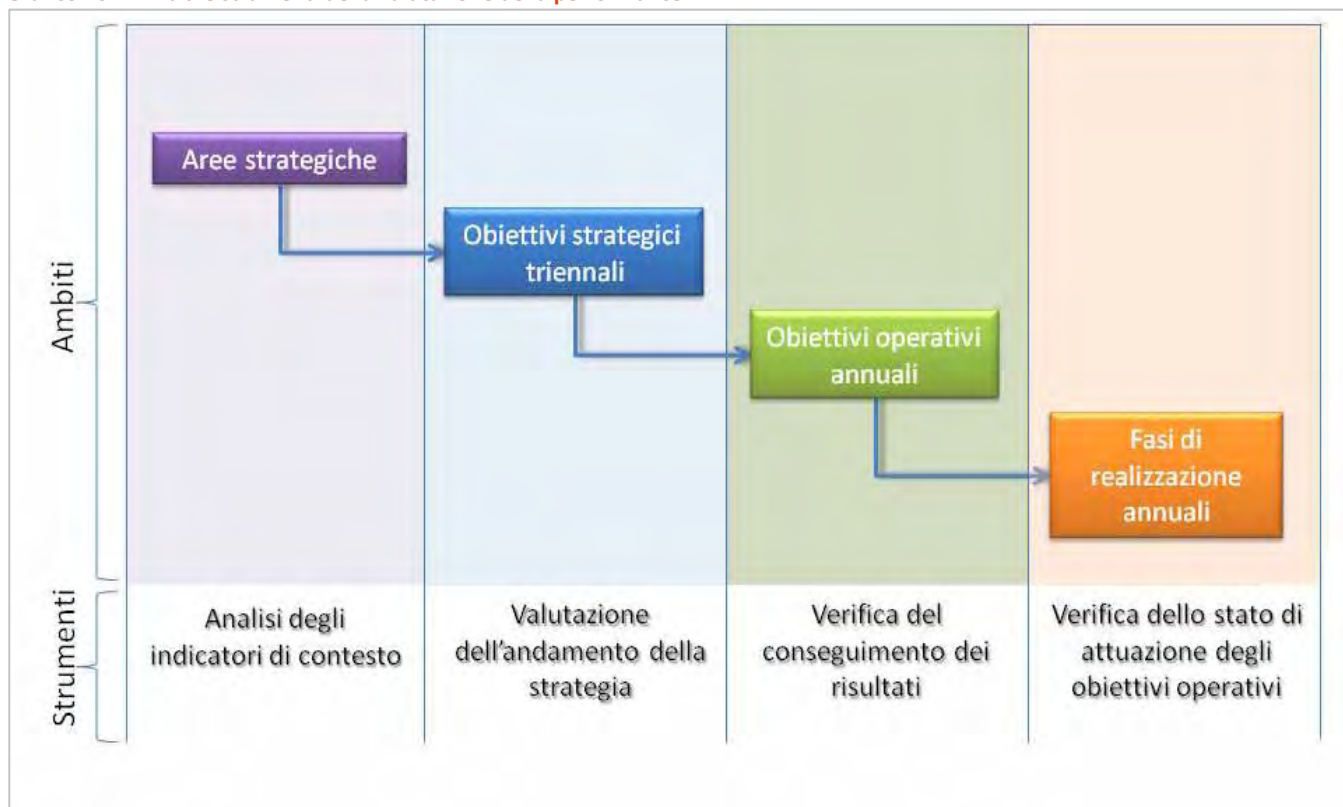 Aree strategiche
Obiettivi strategici
triennali
Obiettivi operativi
annuali
Fasi di
realizzazione
annuali
Ambiti
Strumenti
Analisi degli
indicatori di contesto
Valutazione
dell'andamento della
strategia
Verifica del
conseguimento dei
risultati
Verifica dello stato di
attuazione degli
obiettivi operativi